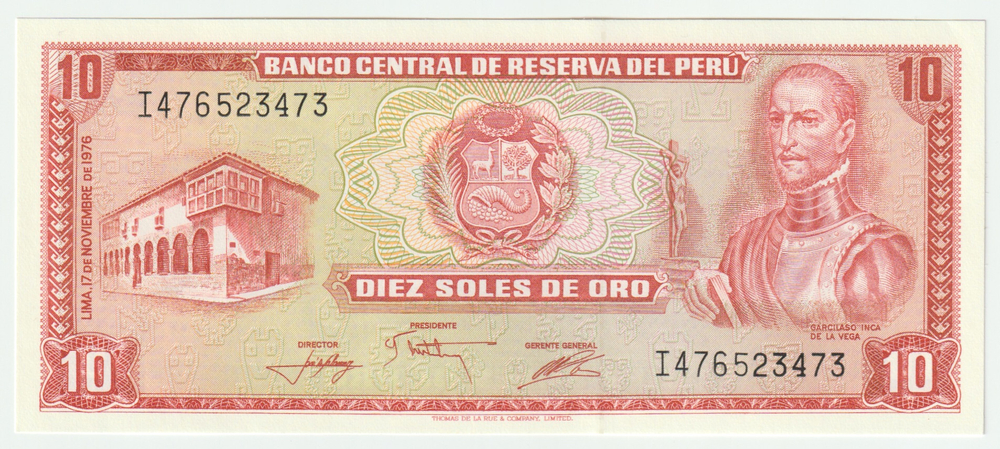 10
BANCO CENTRAL DE RESERVA DEL PERÚ
10
I476523473
LIMA, 17 DE NOVIEMBRE DE 1976
DIEZ SOLES DE ORO
GARCILASO INCA
DE LA VEGA
PRESIDENTE
DIRECTOR
GERENTE GENERAL
I476523473
10
10
THOMAS DE LA RUE & COMPANY, LIMITED.